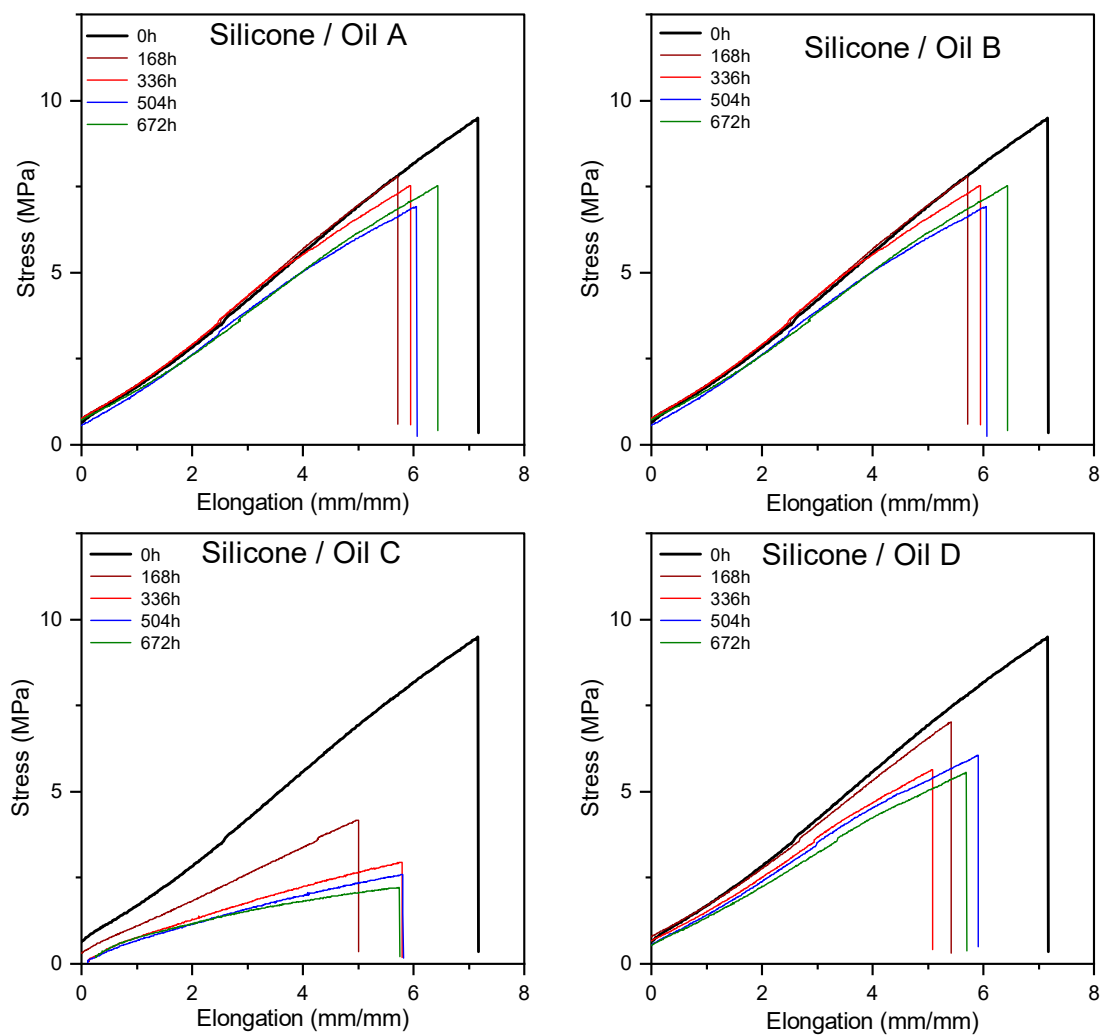 Silicone / Oil A
0h
168h
336h
504h
672h
10
5
0
Stress (MPa)
0 2 4 6 8
Elongation (mm/mm)
Silicone / Oil B
0h
168h
336h
504h
672h
10
5
0
Stress (MPa)
0 2 4 6 8
Elongation (mm/mm)
Silicone / Oil C
0h
168h
336h
504h
672h
10
5
0
Stress (MPa)
0 2 4 6 8
Elongation (mm/mm)
Silicone / Oil D
0h
168h
336h
504h
672h
10
5
0
Stress (MPa)
0 2 4 6 8
Elongation (mm/mm)